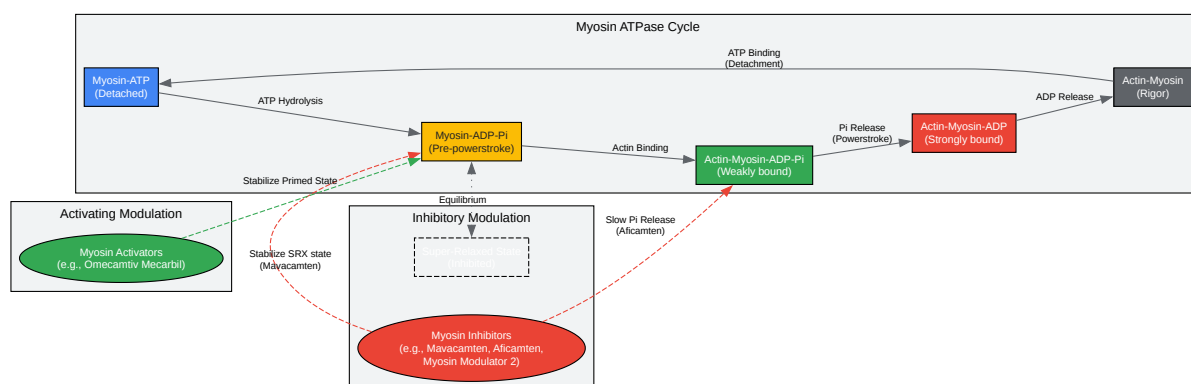 Myosin ATPase Cycle
ATP Binding
(Detachment)
Myosin-ATP
(Detached)
Actin-Myosin
(Rigor)
ATP Hydrolysis
ADP Release
Myosin-ADP-Pi
(Pre-powerstroke)
Actin Binding
Pi Release
(Powerstroke)
Actin-Myosin-ADP
(Strongly bound)
Actin-Myosin-ADP-Pi
(Weakly bound)
Stabilize Primed State
Equilibrium
Activating Modulation
Myosin Activators
(e.g., Omecamtiv Mecarbil)
Inhibitory Modulation
Super-Relaxed State
Stabilize SRX state
(Mavacamten)
Slow Pi Release
(Aficamten)
Myosin Inhibitors
(e.g., Mavacamten, Aficamten,
Myosin Modulator 2)